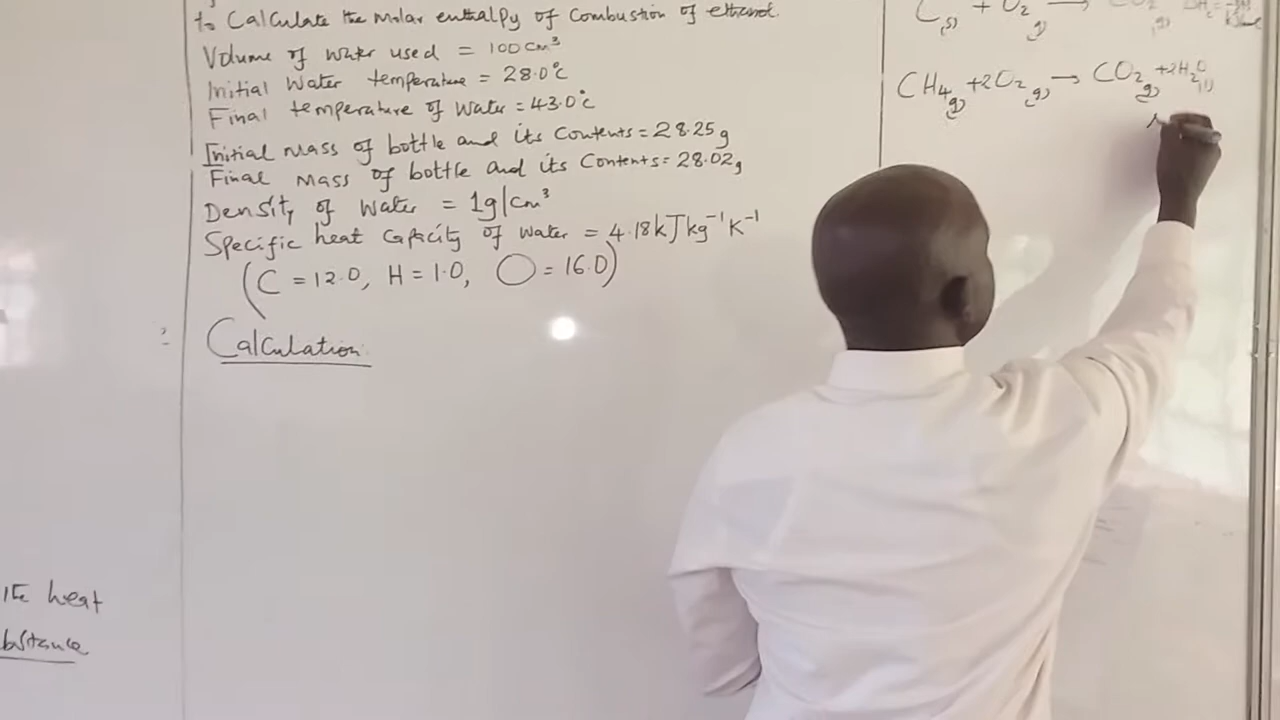 to Calculate the Molar enthalpy of Combustion of ethanol.
Volume of water used = 100cm³
Initial Water temperature = 28.0°C
Final temperature of Water = 43.0°C
Initial Mass of bottle and its Contents = 28.25g
Final Mass of bottle and its Contents = 28.02g
Density of Water = 1g/cm³
Specific heat Capacity of Water = 4.18kJkg⁻¹K⁻¹
(C = 12.0, H = 1.0, O = 16.0)
Calculation
heat
C(s) + O₂(g) → CO₂(g)
CH₄(g) + 2O₂(g) → CO₂(g) + 2H₂O(l)